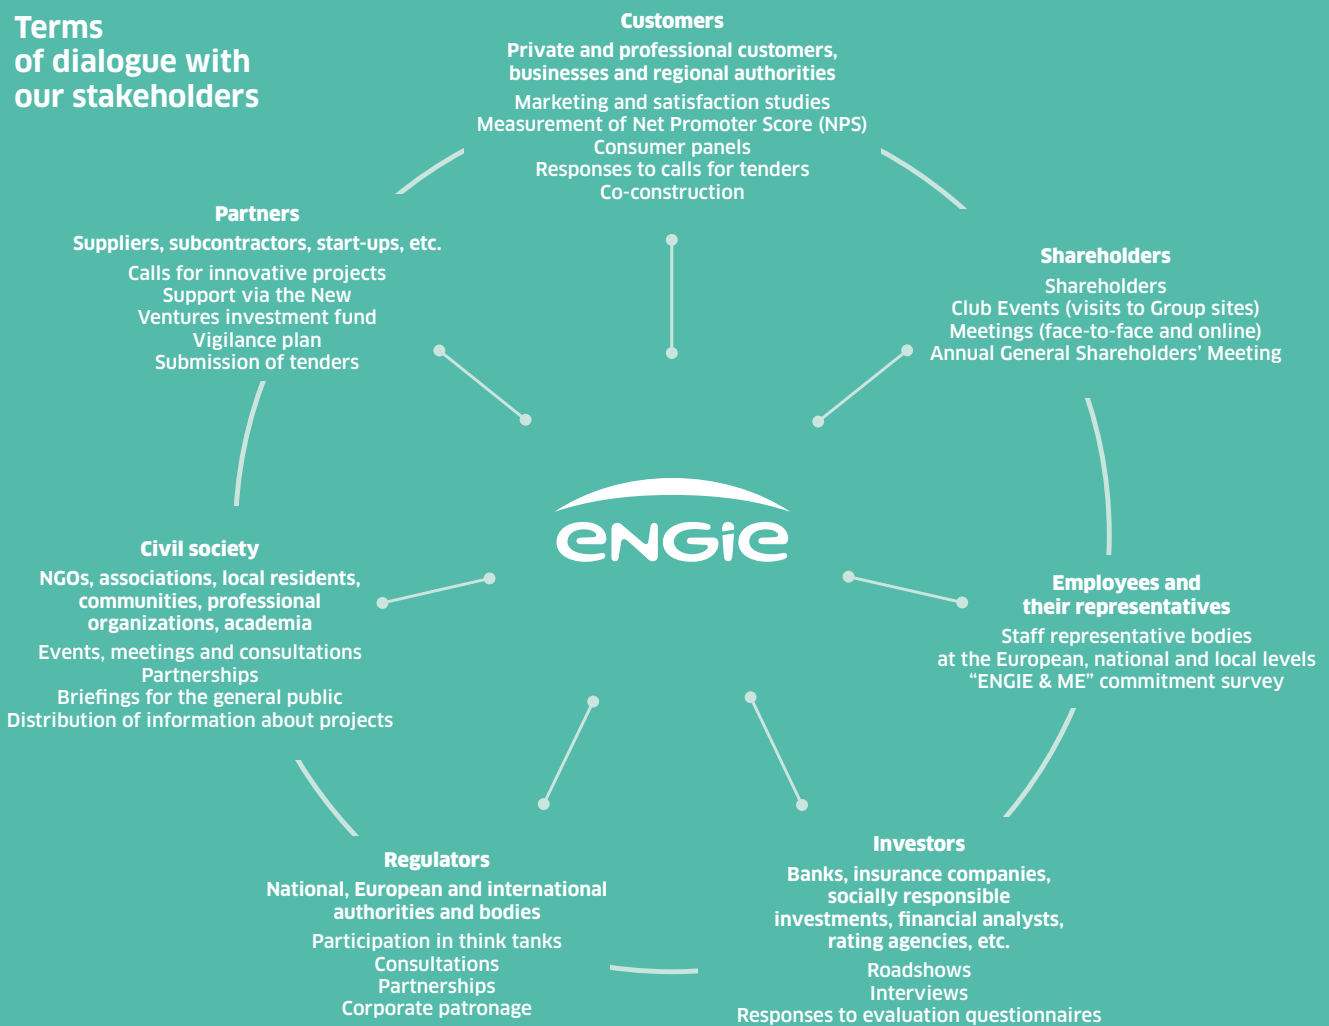 Terms
of dialogue with
our stakeholders
Customers
Private and professional customers,
businesses and regional authorities
Marketing and satisfaction studies
Measurement of Net Promoter Score (NPS)
Consumer panels
Responses to calls for tenders
Co-construction
Shareholders
Shareholders
Club Events (visits to Group sites)
Meetings (face-to-face and online)
Annual General Shareholders’ Meeting
Employees and
their representatives
Staff representative bodies
at the European, national and local levels
“ENGIE & ME” commitment survey
Investors
Banks, insurance companies,
socially responsible
investments, financial analysts,
rating agencies, etc.
Roadshows
Interviews
Responses to evaluation questionnaires
Regulators
National, European and international
authorities and bodies
Participation in think tanks
Consultations
Partnerships
Corporate patronage
Civil society
NGOs, associations, local residents,
communities, professional
organizations, academia
Events, meetings and consultations
Partnerships
Briefings for the general public
Distribution of information about projects
Partners
Suppliers, subcontractors, start-ups, etc.
Calls for innovative projects
Support via the New
Ventures investment fund
Vigilance plan
Submission of tenders
eNGie